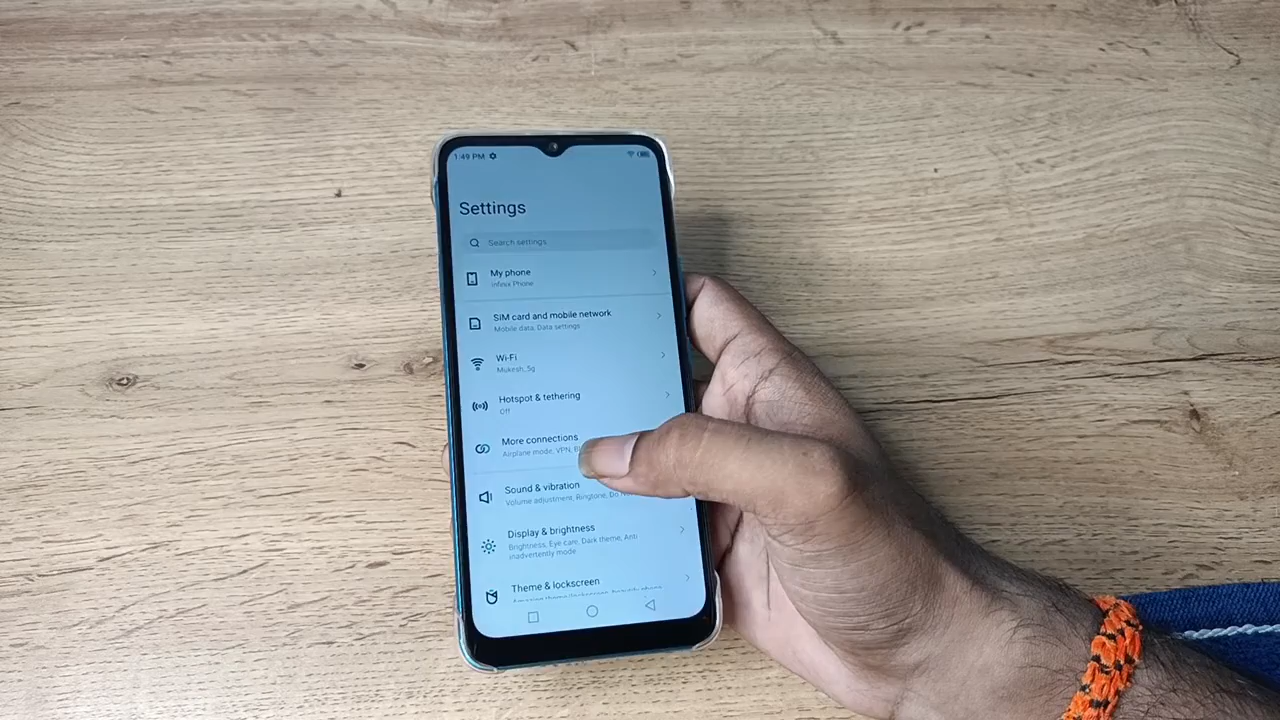 1:49 PM
Settings
Search settings
My phone
Infinix Phone
SIM card and mobile network
Mobile data, Data settings
Wi-Fi
Mukesh_5g
Hotspot & tethering
Off
More connections
Airplane mode, VPN,
Sound & vibration
Volume adjustment, Ringtone, Do
Display & brightness
Brightness, Eye care, Dark theme, Anti
inadvertently mode
Theme & lockscreen